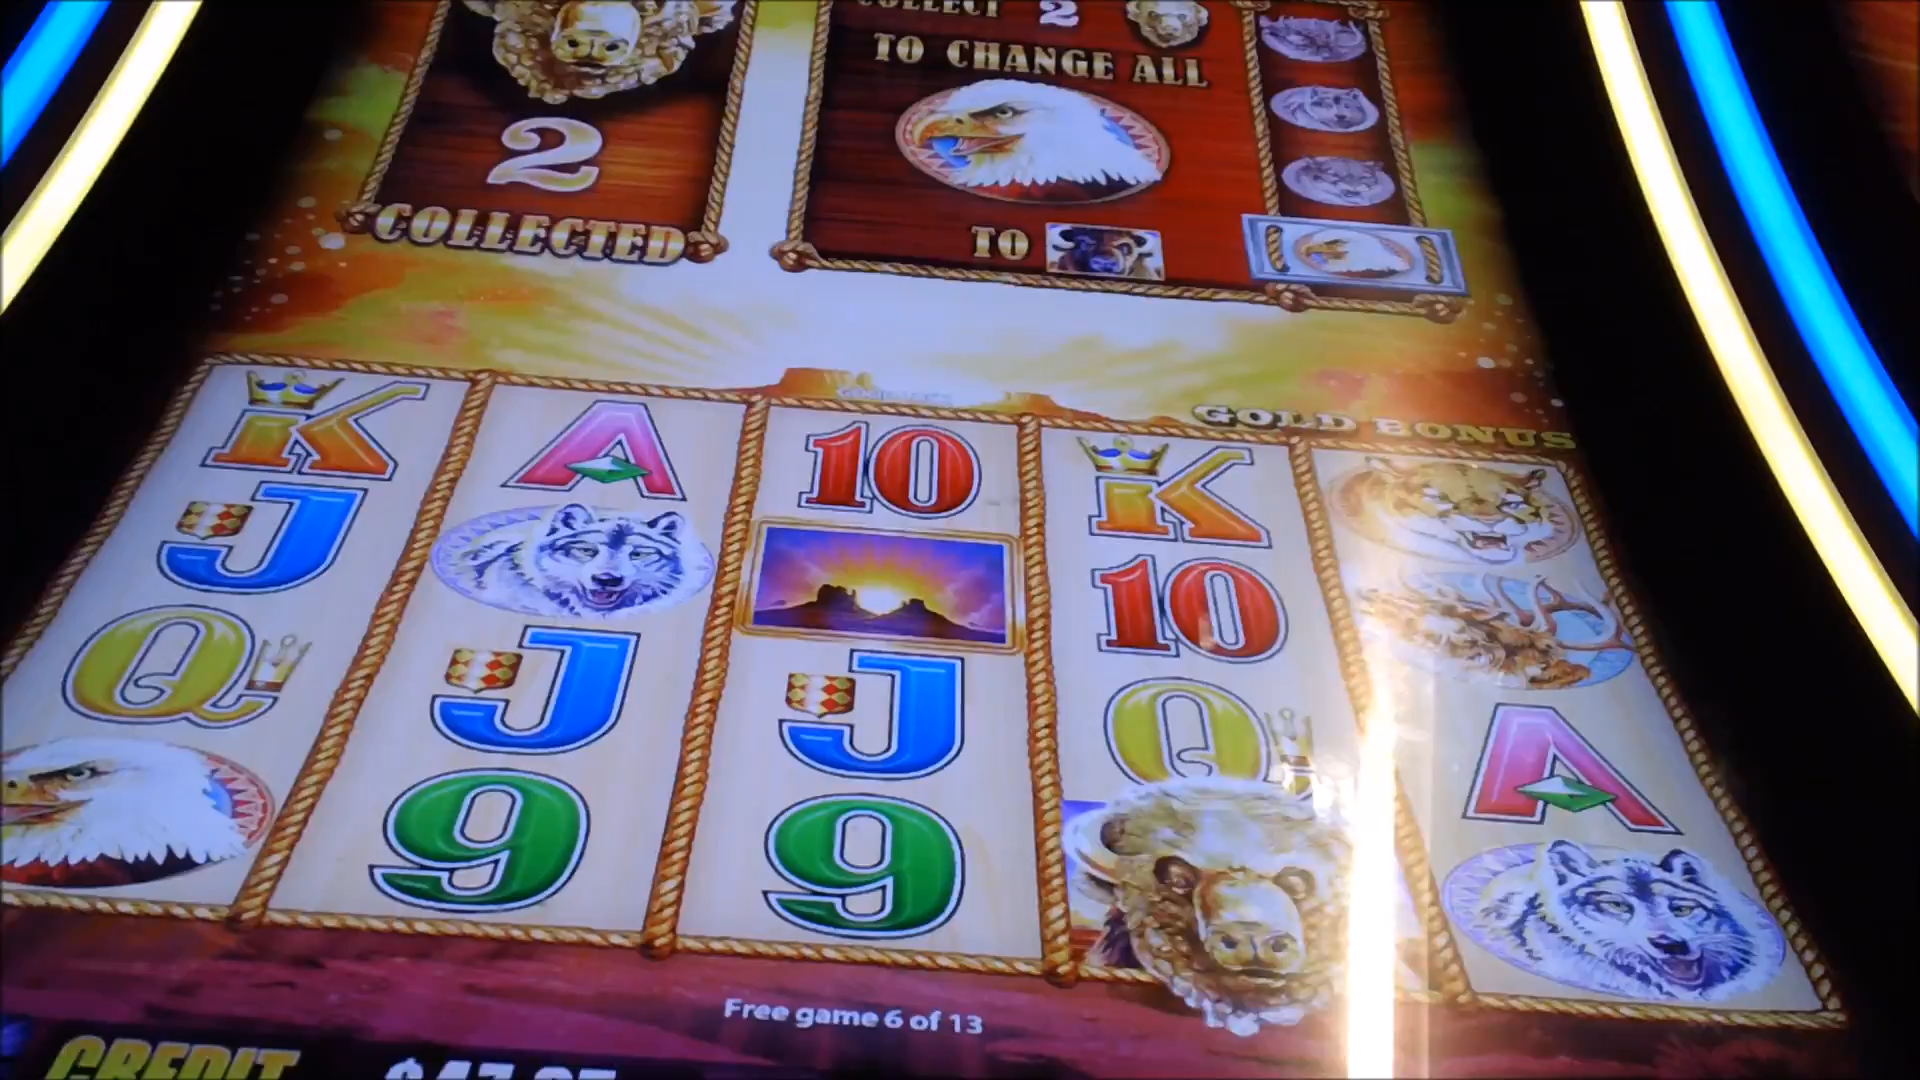 COLLECT 2
TO CHANGE ALL
2
COLLECTED
TO
GOLD BONUS
K A 10 K
J 10
Q J J Q A
9 9
Free game 6 of 13
CREDIT